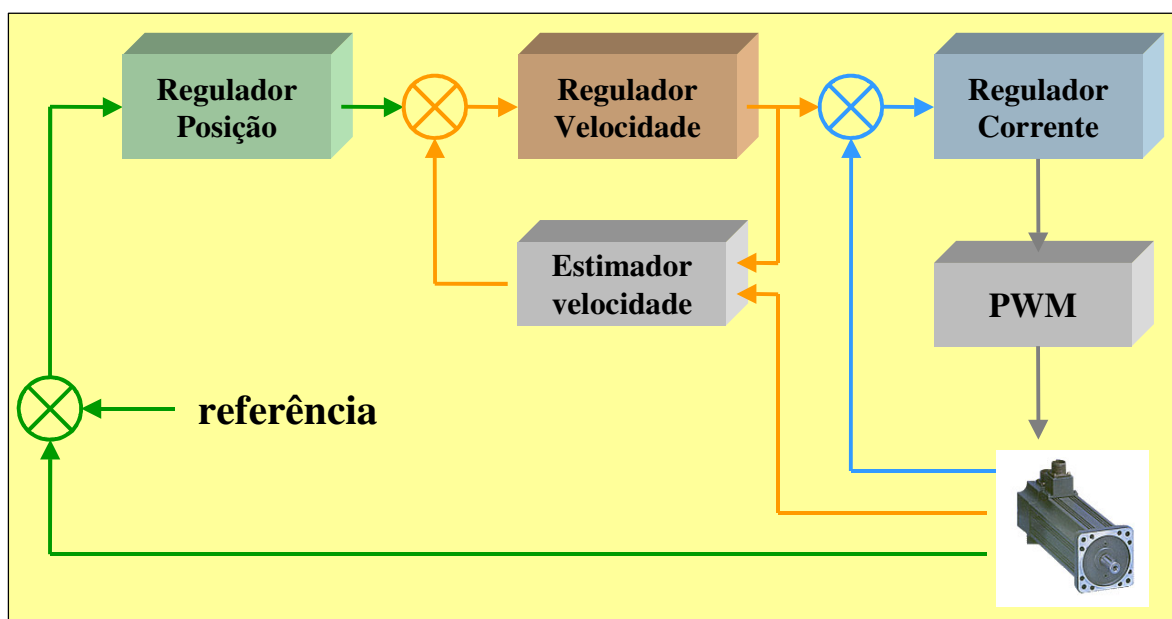 Regulador
Posição
Regulador
Velocidade
Regulador
Corrente
Estimador
velocidade
PWM
referência